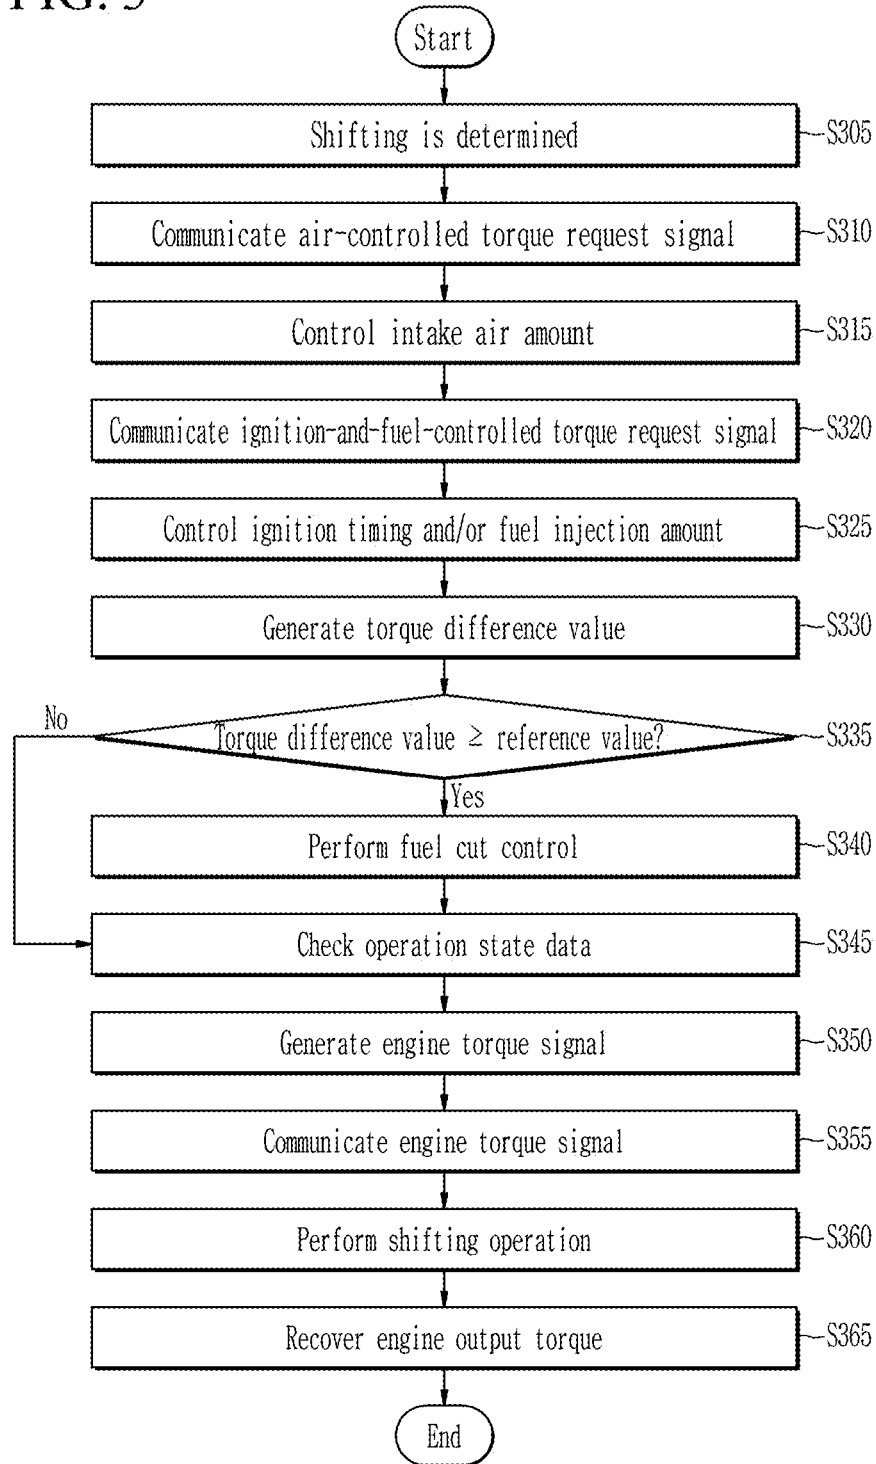 Start
Shifting is determined
S305
Communicate air-controlled torque request signal
S310
Control intake air amount
S315
Communicate ignition-and-fuel-controlled torque request signal
S320
Control ignition timing and/or fuel injection amount
S325
Generate torque difference value
S330
No
Torque difference value ≥ reference value?
S335
Yes
Perform fuel cut control
S340
Check operation state data
S345
Generate engine torque signal
S350
Communicate engine torque signal
S355
Perform shifting operation
S360
Recover engine output torque
S365
End